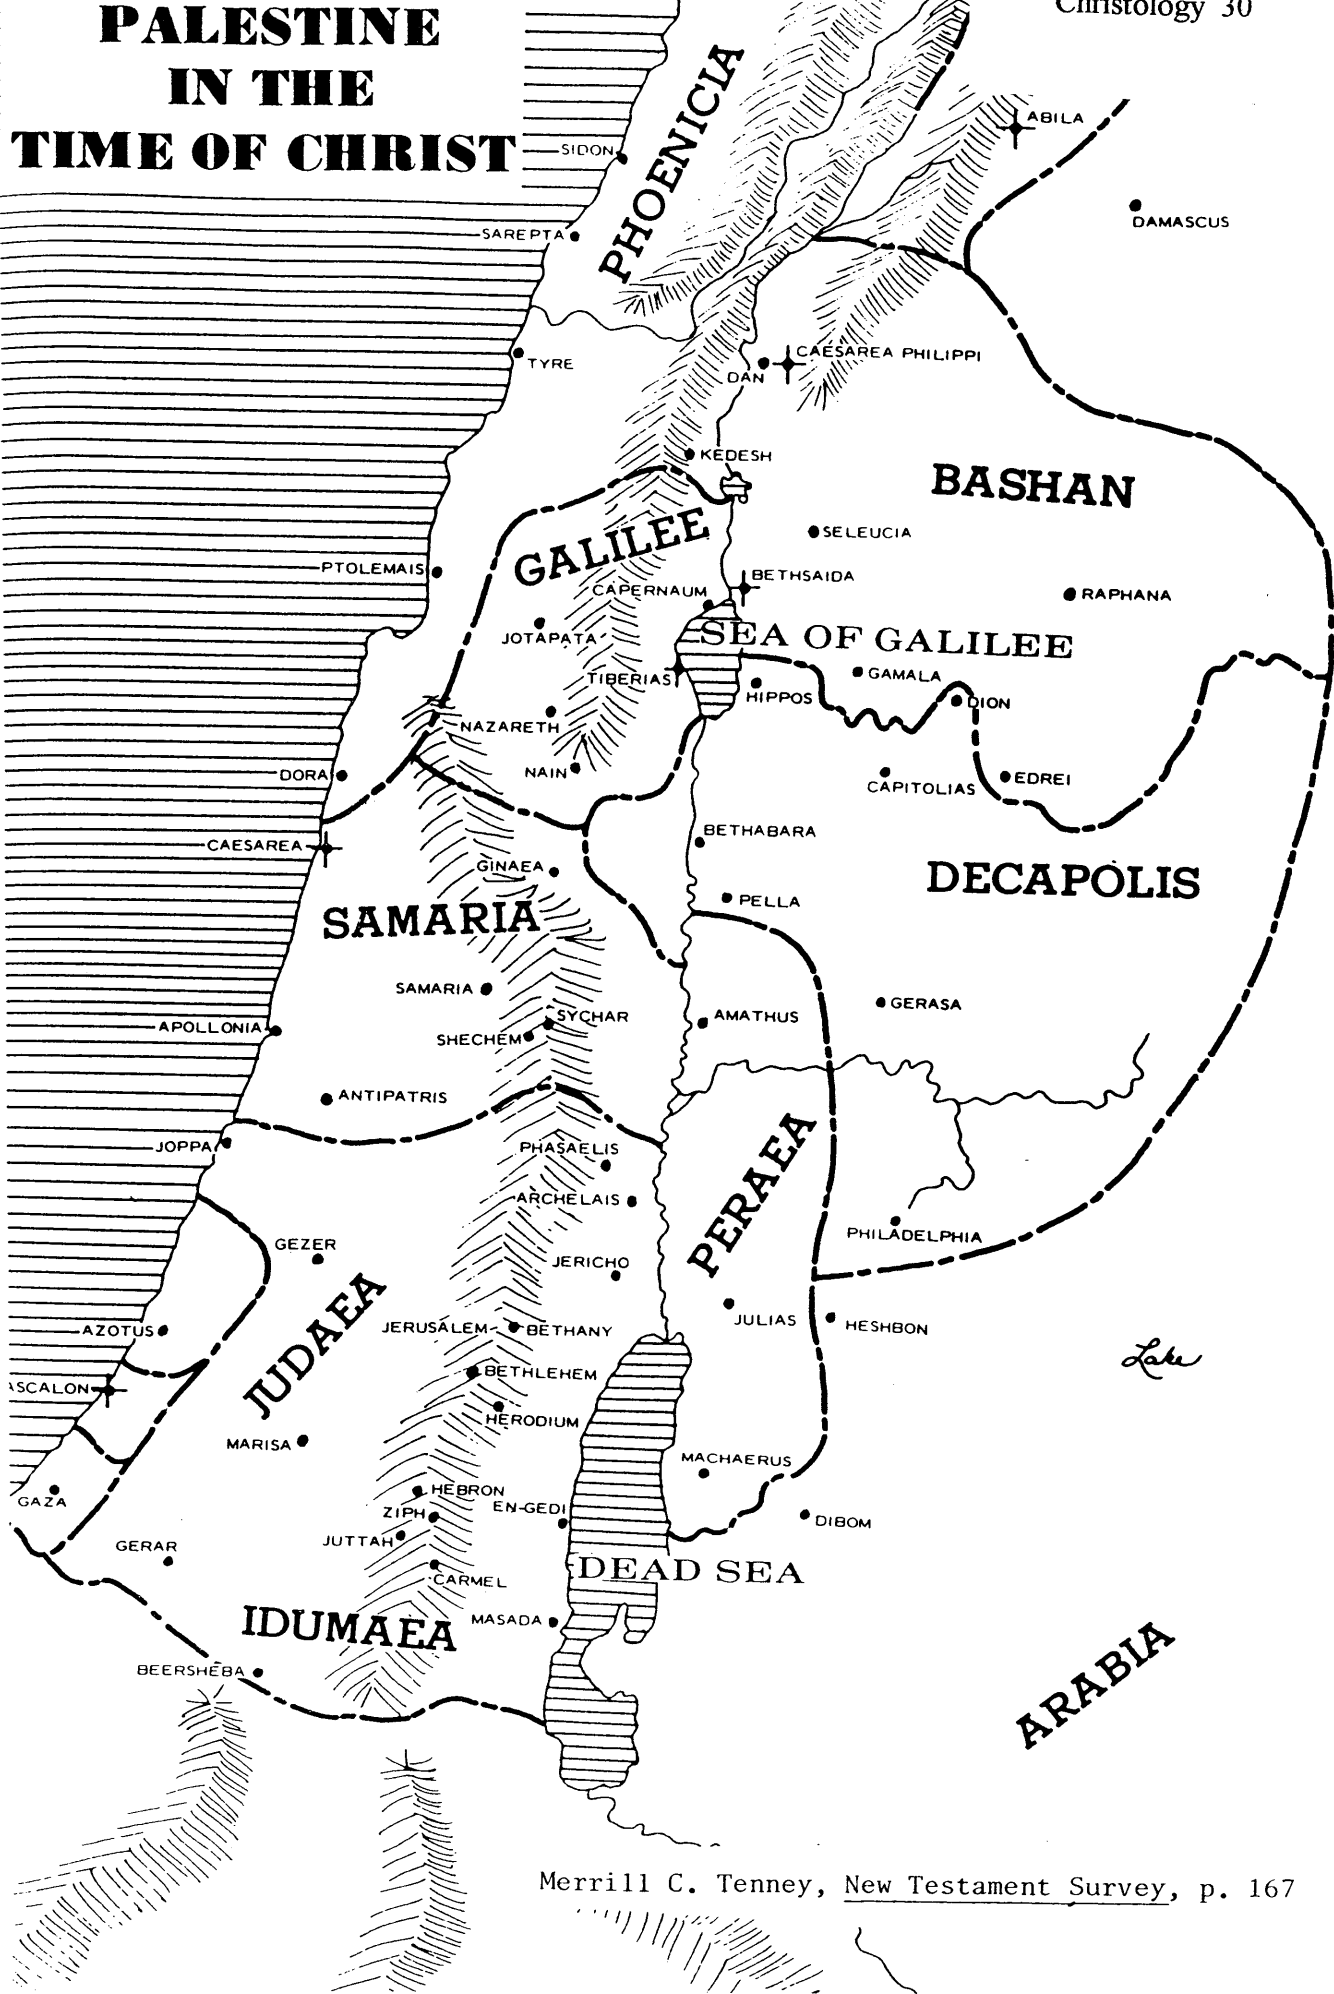 Christology 30
PALESTINE
IN THE
TIME OF CHRIST
PHOENICIA
ABILA
SIDON
DAMASCUS
SAREPTA
TYRE
CAESAREA PHILIPPI
DAN
KEDESH
BASHAN
GALILEE
SELEUCIA
PTOLEMAIS
BETHSAIDA
CAPERNAUM
RAPHANA
JOTAPATA
SEA OF GALILEE
TIBERIAS
GAMALA
HIPPOS
DION
NAZARETH
NAIN
DORA
CAPITOLIAS
EDREI
BETHABARA
CAESAREA
GINAEA
DECAPOLIS
PELLA
SAMARIA
SAMARIA
GERASA
SYCHAR
AMATHUS
APOLLONIA
SHECHEM
ANTIPATRIS
JOPPA
PHASAELIS
PERAEA
ARCHELAIS
PHILADELPHIA
GEZER
JERICHO
JUDAEA
JULIAS
HESHBON
AZOTUS
JERUSALEM
BETHANY
Lake
BETHLEHEM
ASCALON
HERODIUM
MARISA
MACHAERUS
HEBRON
GAZA
EN-GEDI
ZIPH
DIBOM
JUTTAH
GERAR
DEAD SEA
CARMEL
IDUMAEA
MASADA
ARABIA
BEERSHEBA
Merrill C. Tenney, New Testament Survey, p. 167